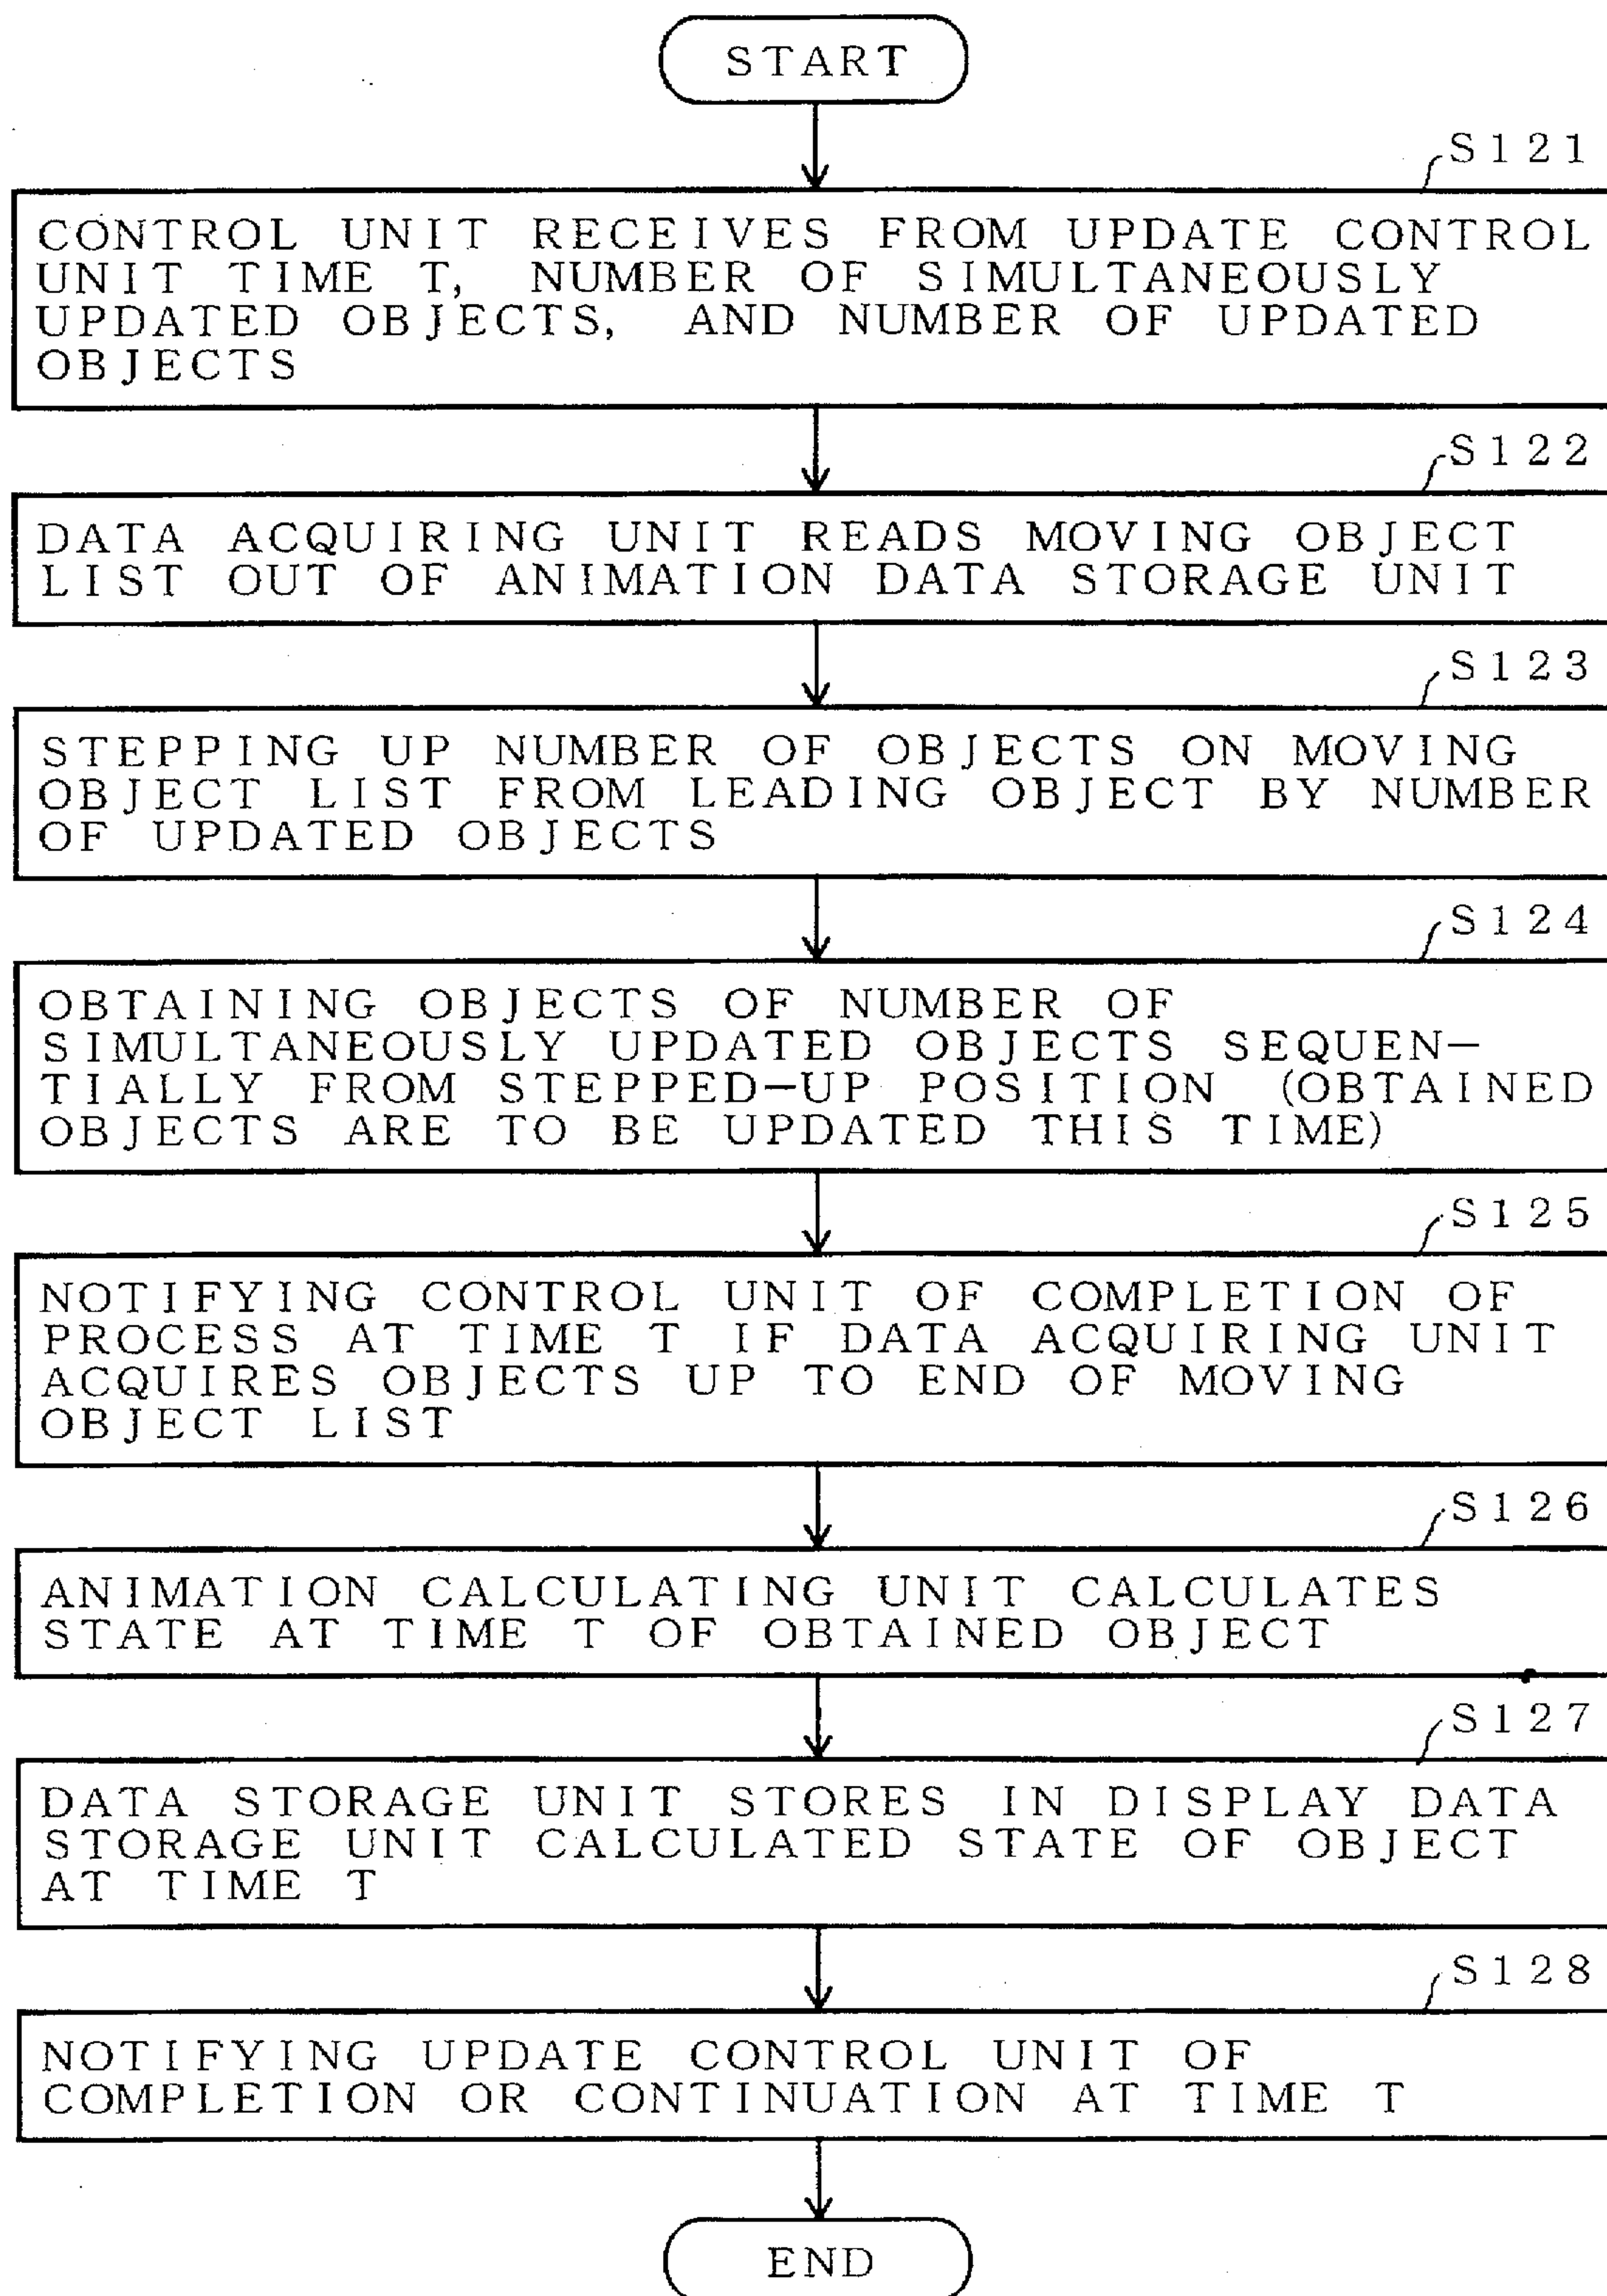 START
S121
CONTROL UNIT RECEIVES FROM UPDATE CONTROL
UNIT TIME T, NUMBER OF SIMULTANEOUSLY
UPDATED OBJECTS, AND NUMBER OF UPDATED
OBJECTS
S122
DATA ACQUIRING UNIT READS MOVING OBJECT
LIST OUT OF ANIMATION DATA STORAGE UNIT
S123
STEPPING UP NUMBER OF OBJECTS ON MOVING
OBJECT LIST FROM LEADING OBJECT BY NUMBER
OF UPDATED OBJECTS
S124
OBTAINING OBJECTS OF NUMBER OF
SIMULTANEOUSLY UPDATED OBJECTS SEQUEN-
TIALLY FROM STEPPED-UP POSITION (OBTAINED
OBJECTS ARE TO BE UPDATED THIS TIME)
S125
NOTIFYING CONTROL UNIT OF COMPLETION OF
PROCESS AT TIME T IF DATA ACQUIRING UNIT
ACQUIRES OBJECTS UP TO END OF MOVING
OBJECT LIST
S126
ANIMATION CALCULATING UNIT CALCULATES
STATE AT TIME T OF OBTAINED OBJECT
S127
DATA STORAGE UNIT STORES IN DISPLAY DATA
STORAGE UNIT CALCULATED STATE OF OBJECT
AT TIME T
S128
NOTIFYING UPDATE CONTROL UNIT OF
COMPLETION OR CONTINUATION AT TIME T
END